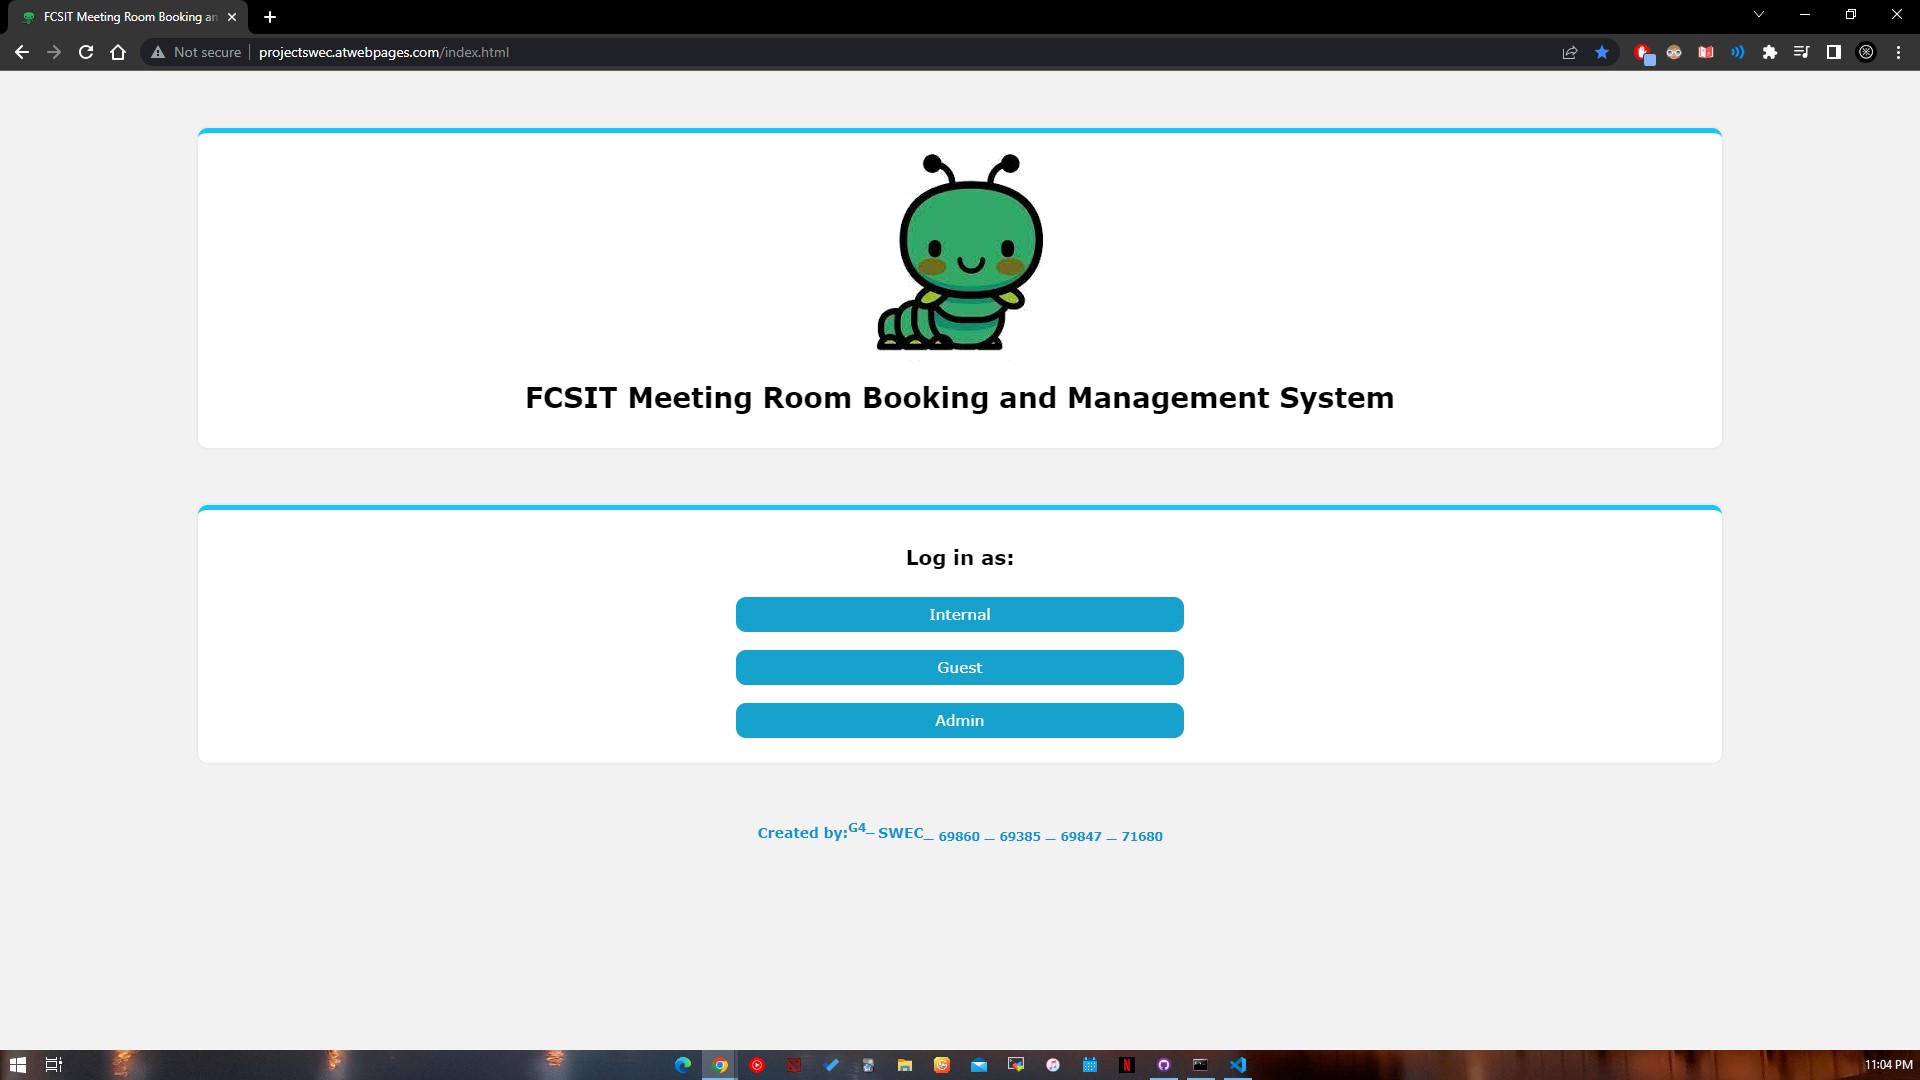 FCSIT Meeting Room Booking an
Not secure
projectswec.atwebpages.com/index.html
FCSIT Meeting Room Booking and Management System
Log in as:
Internal
Guest
Admin
Created by:G4_ SWEC_ 69860 _ 69385 _ 69847 _ 71680
11:04 PM